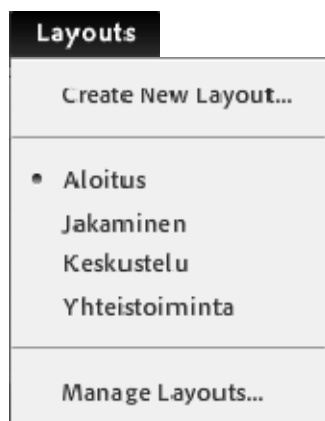 Layouts
Create New Layout...
Aloitus
Jakaminen
Keskustelu
Yhteistoiminta
Manage Layouts...